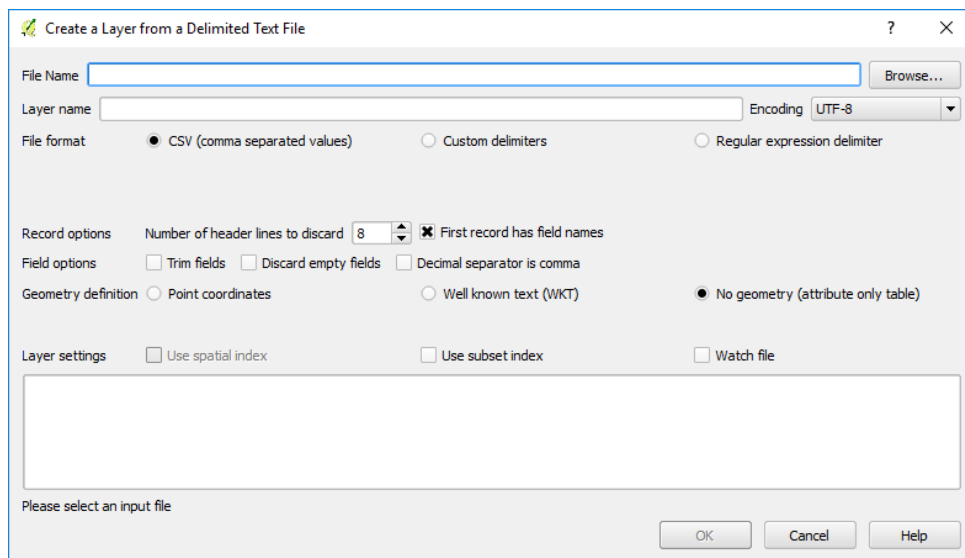 Create a Layer from a Delimited Text File ?
File Name Browse...
Layer name Encoding UTF-8
File format CSV (comma separated values) Custom delimiters Regular expression delimiter
Record options Number of header lines to discard 8 First record has field names
Field options Trim fields Discard empty fields Decimal separator is comma
Geometry definition Point coordinates Well known text (WKT) No geometry (attribute only table)
Layer settings Use spatial index Use subset index Watch file
Please select an input file
OK Cancel Help